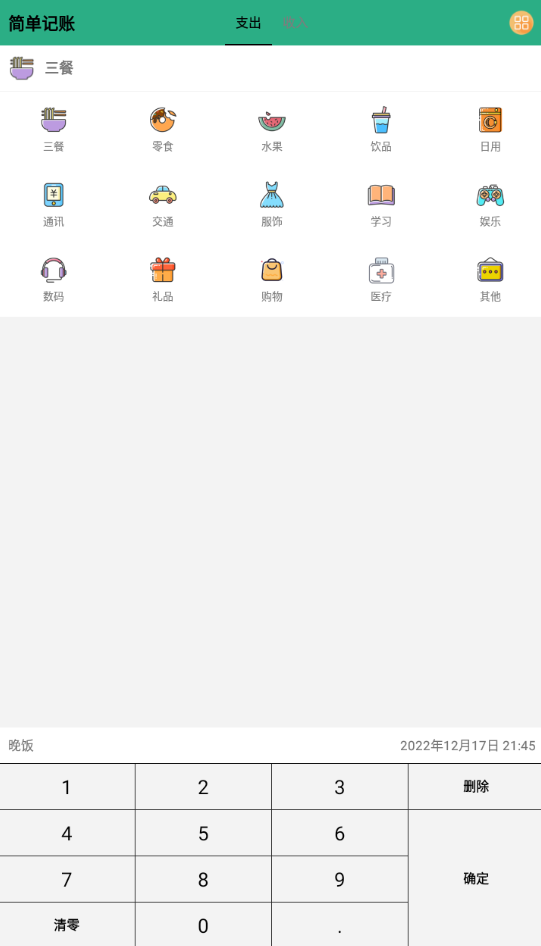 简单记账 支出 收入
三餐
三餐 零食 水果 饮品 日用
通讯 交通 服饰 学习 娱乐
数码 礼品 购物 医疗 其他
晚饭 2022年12月17日 21:45
1 2 3 删除
4 5 6
7 8 9 确定
清零 0 .